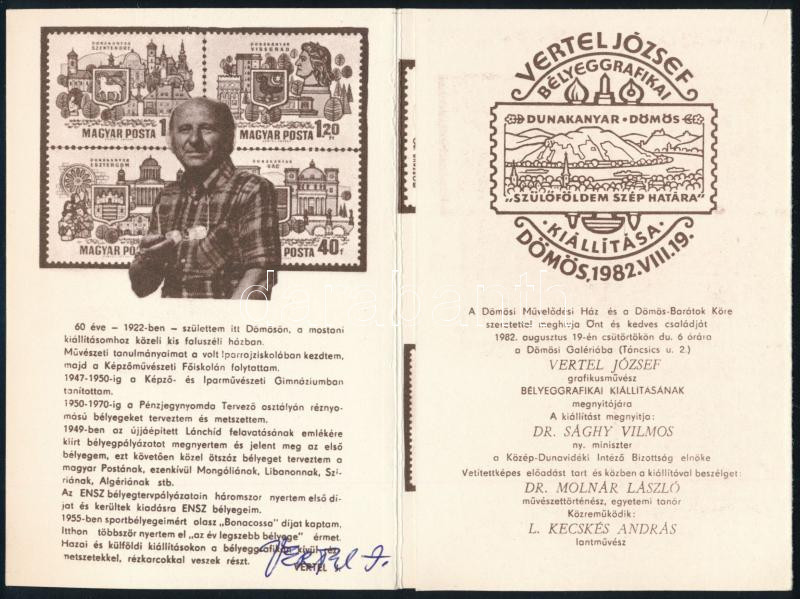 DUNAKANYAR
SZENTENDRE
MAGYAR POSTA 1
DUNAKANYAR
VISEGRÁD
MAGYAR POSTA 1.20
Ft
DUNAKANYAR
ESZTERGOM
MAGYAR PO
DUNAKANYAR
VÁC
POSTA 40f
60 éve – 1922-ben – születtem itt Dömösön, a mostani
kiállításomhoz közeli kis faluszéli házban.
Művészeti tanulmányaimat a volt Iparrajziskolában kezdtem,
majd a Képzőművészeti Főiskolán folytattam.
1947-1950-ig a Képző- és Iparművészeti Gimnáziumban
tanítottam.
1950-1970-ig a Pénzjegynyomda Tervező osztályán réznyo-
mású bélyegeket terveztem és metszettem.
1949-ben az újjáépített Lánchíd felavatásának emlékére
kiírt bélyegpályázatot megnyertem és jelent meg az első
bélyegem, ezt követően közel ötszáz bélyeget terveztem a
magyar Postának, ezenkívül Mongóliának, Libanonnak, Szí-
riának, Algériának stb.
Az ENSZ bélyegtervpályázatain háromszor nyertem első dí-
jat és kerültek kiadásra ENSZ bélyegeim.
1955-ben sportbélyegeimért olasz „Bonacossa" díjat kaptam.
Itthon többször nyertem el „az év legszebb bélyege" érmet.
Hazai és külföldi kiállításokon a bélyeggrafikán kívül réz-
metszetekkel, rézkarcokkal veszek részt.
VERTEL J.
Vertel J.
VERTEL JÓZSEF
BÉLYEGGRAFIKAI
DUNAKANYAR · DÖMÖS
„SZÜLŐFÖLDEM SZÉP HATÁRA"
· KIÁLLÍTÁSA ·
DÖMÖS, 1982. VIII. 19.
A Dömösi Művelődési Ház és a Dömös-Barátok Köre
szeretettel meghívja Önt és kedves családját
1982. augusztus 19-én csütörtökön du. 6 órára
a Dömösi Galériába (Táncsics u. 2.)
VERTEL JÓZSEF
grafikusművész
BÉLYEGGRAFIKAI KIÁLLÍTÁSÁNAK
megnyitójára
A kiállítást megnyitja:
DR. SÁGHY VILMOS
ny. miniszter
a Közép-Dunavidéki Intéző Bizottság elnöke
Vetítettképes előadást tart és közben a kiállítóval beszélget:
DR. MOLNÁR LÁSZLÓ
művészettörténész, egyetemi tanár
Közreműködik:
L. KECSKÉS ANDRÁS
lantművész
darabanth